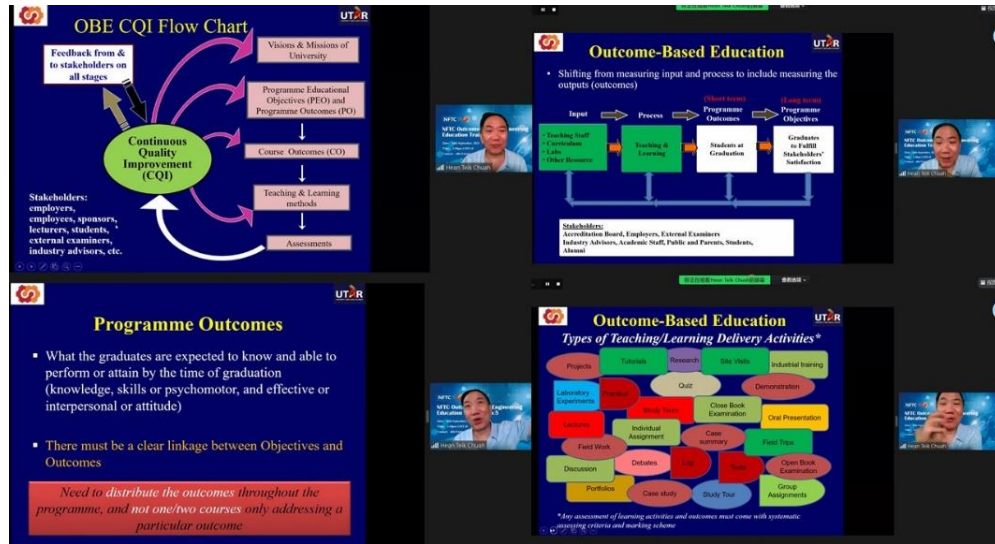 OBE CQI Flow Chart
UTAR
Feedback from &
to stakeholders on
all stages
Visions & Missions of
University
Programme Educational
Objectives (PEO) and
Programme Outcomes (PO)
Continuous
Quality
Improvement
(CQI)
Course Outcomes (CO)
Teaching & Learning
methods
Assessments
Stakeholders:
employers,
employees, sponsors,
lecturers, students,
external examiners,
industry advisors, etc.
Hean Teik Chuah
Outcome-Based Education
UTAR
• Shifting from measuring input and process to include measuring the
outputs (outcomes)
(Short term)
(Long term)
Input
Process
Programme
Outcomes
Programme
Objectives
• Teaching Staff
• Curriculum
• Labs
• Other Resource
Teaching &
Learning
Students at
Graduation
Graduates
to Fulfill
Stakeholders'
Satisfaction
Stakeholders:
Accreditation Board, Employers, External Examiners
Industry Advisors, Academic Staff, Public and Parents, Students,
Alumni
Hean Teik Chuah
UTAR
Programme Outcomes
▪ What the graduates are expected to know and able to
perform or attain by the time of graduation
(knowledge, skills or psychomotor, and effective or
interpersonal or attitude)
▪ There must be a clear linkage between Objectives and
Outcomes
Need to distribute the outcomes throughout the
programme, and not one/two courses only addressing a
particular outcome
Hean Teik Chuah
Outcome-Based Education
UTAR
Types of Teaching/Learning Delivery Activities*
Projects
Tutorials
Research
Site Visits
Industrial training
Quiz
Demonstration
Laboratory
Experiments
Practical
Study Tours
Close Book
Examination
Oral Presentation
Lectures
Individual
Assignment
Case
summary
Field Trips
Field Work
Debates
Log
Tests
Open Book
Examination
Discussion
Portfolios
Case study
Study Tour
Group
Assignments
*Any assessment of learning activities and outcomes must come with systematic
assessing criteria and marking scheme
Hean Teik Chuah